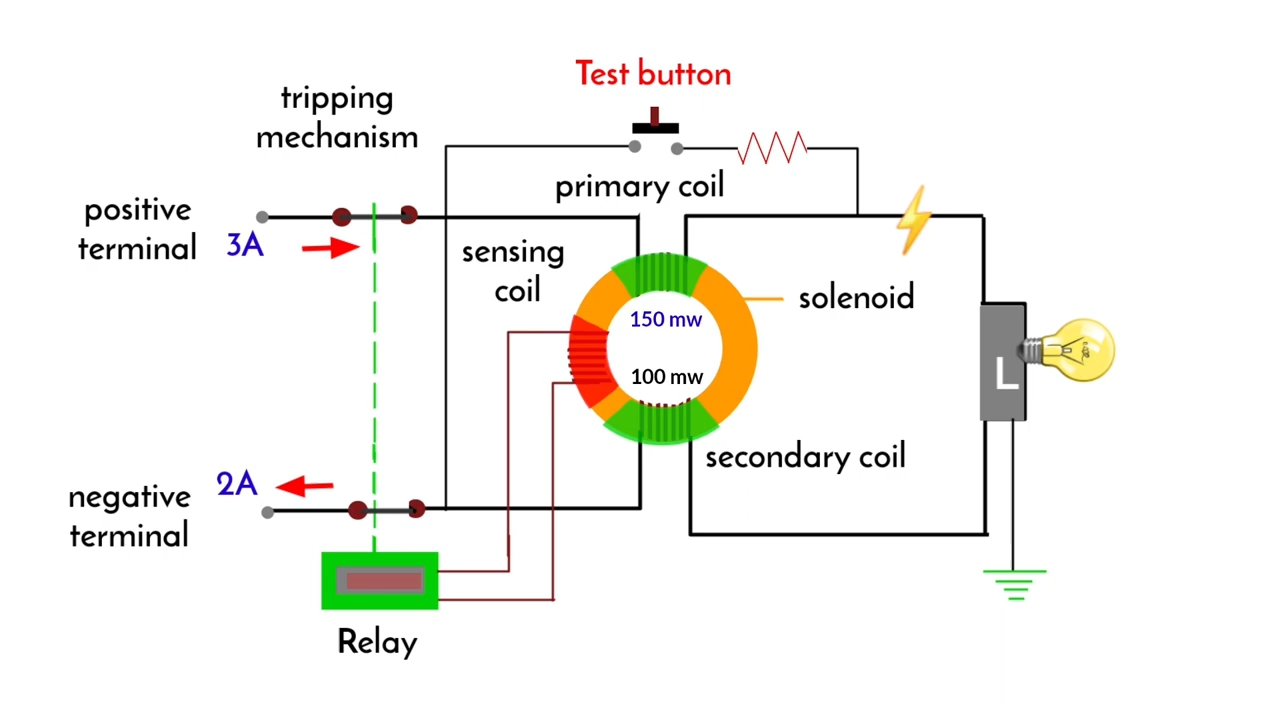 Test button
tripping
mechanism
primary coil
positive
terminal
3A
sensing
coil
solenoid
150 mw
100 mw
L
secondary coil
negative
terminal
2A
Relay